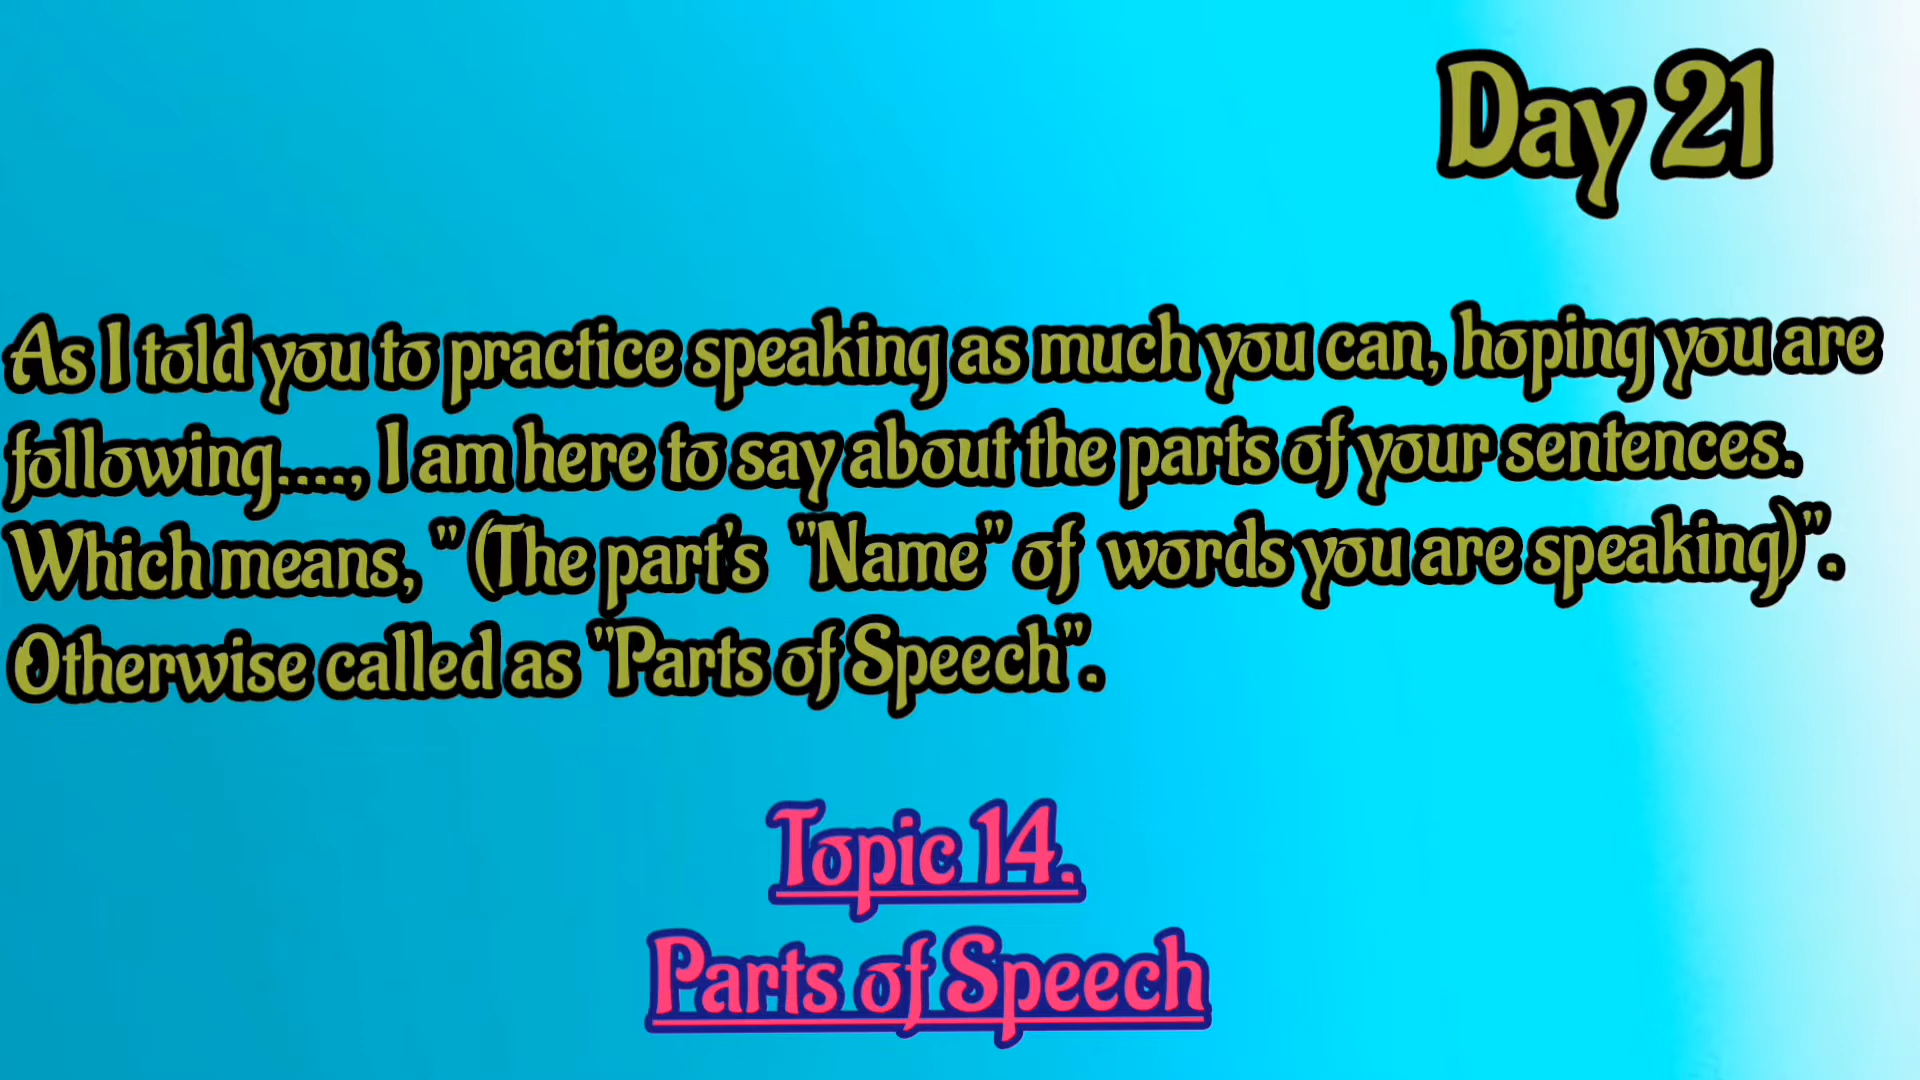 Day 21
As I told you to practice speaking as much you can, hoping you are
following...., I am here to say about the parts of your sentences.
Which means, "(The part's "Name" of words you are speaking)".
Otherwise called as "Parts of Speech".
Topic 14.
Parts of Speech